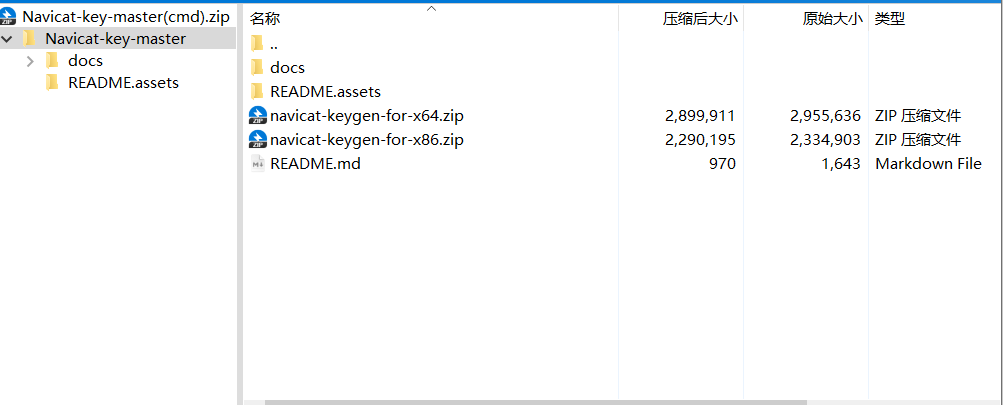 Navicat-key-master(cmd).zip
Navicat-key-master
docs
README.assets
名称 压缩后大小 原始大小 类型
..
docs
README.assets
navicat-keygen-for-x64.zip 2,899,911 2,955,636 ZIP 压缩文件
navicat-keygen-for-x86.zip 2,290,195 2,334,903 ZIP 压缩文件
README.md 970 1,643 Markdown File